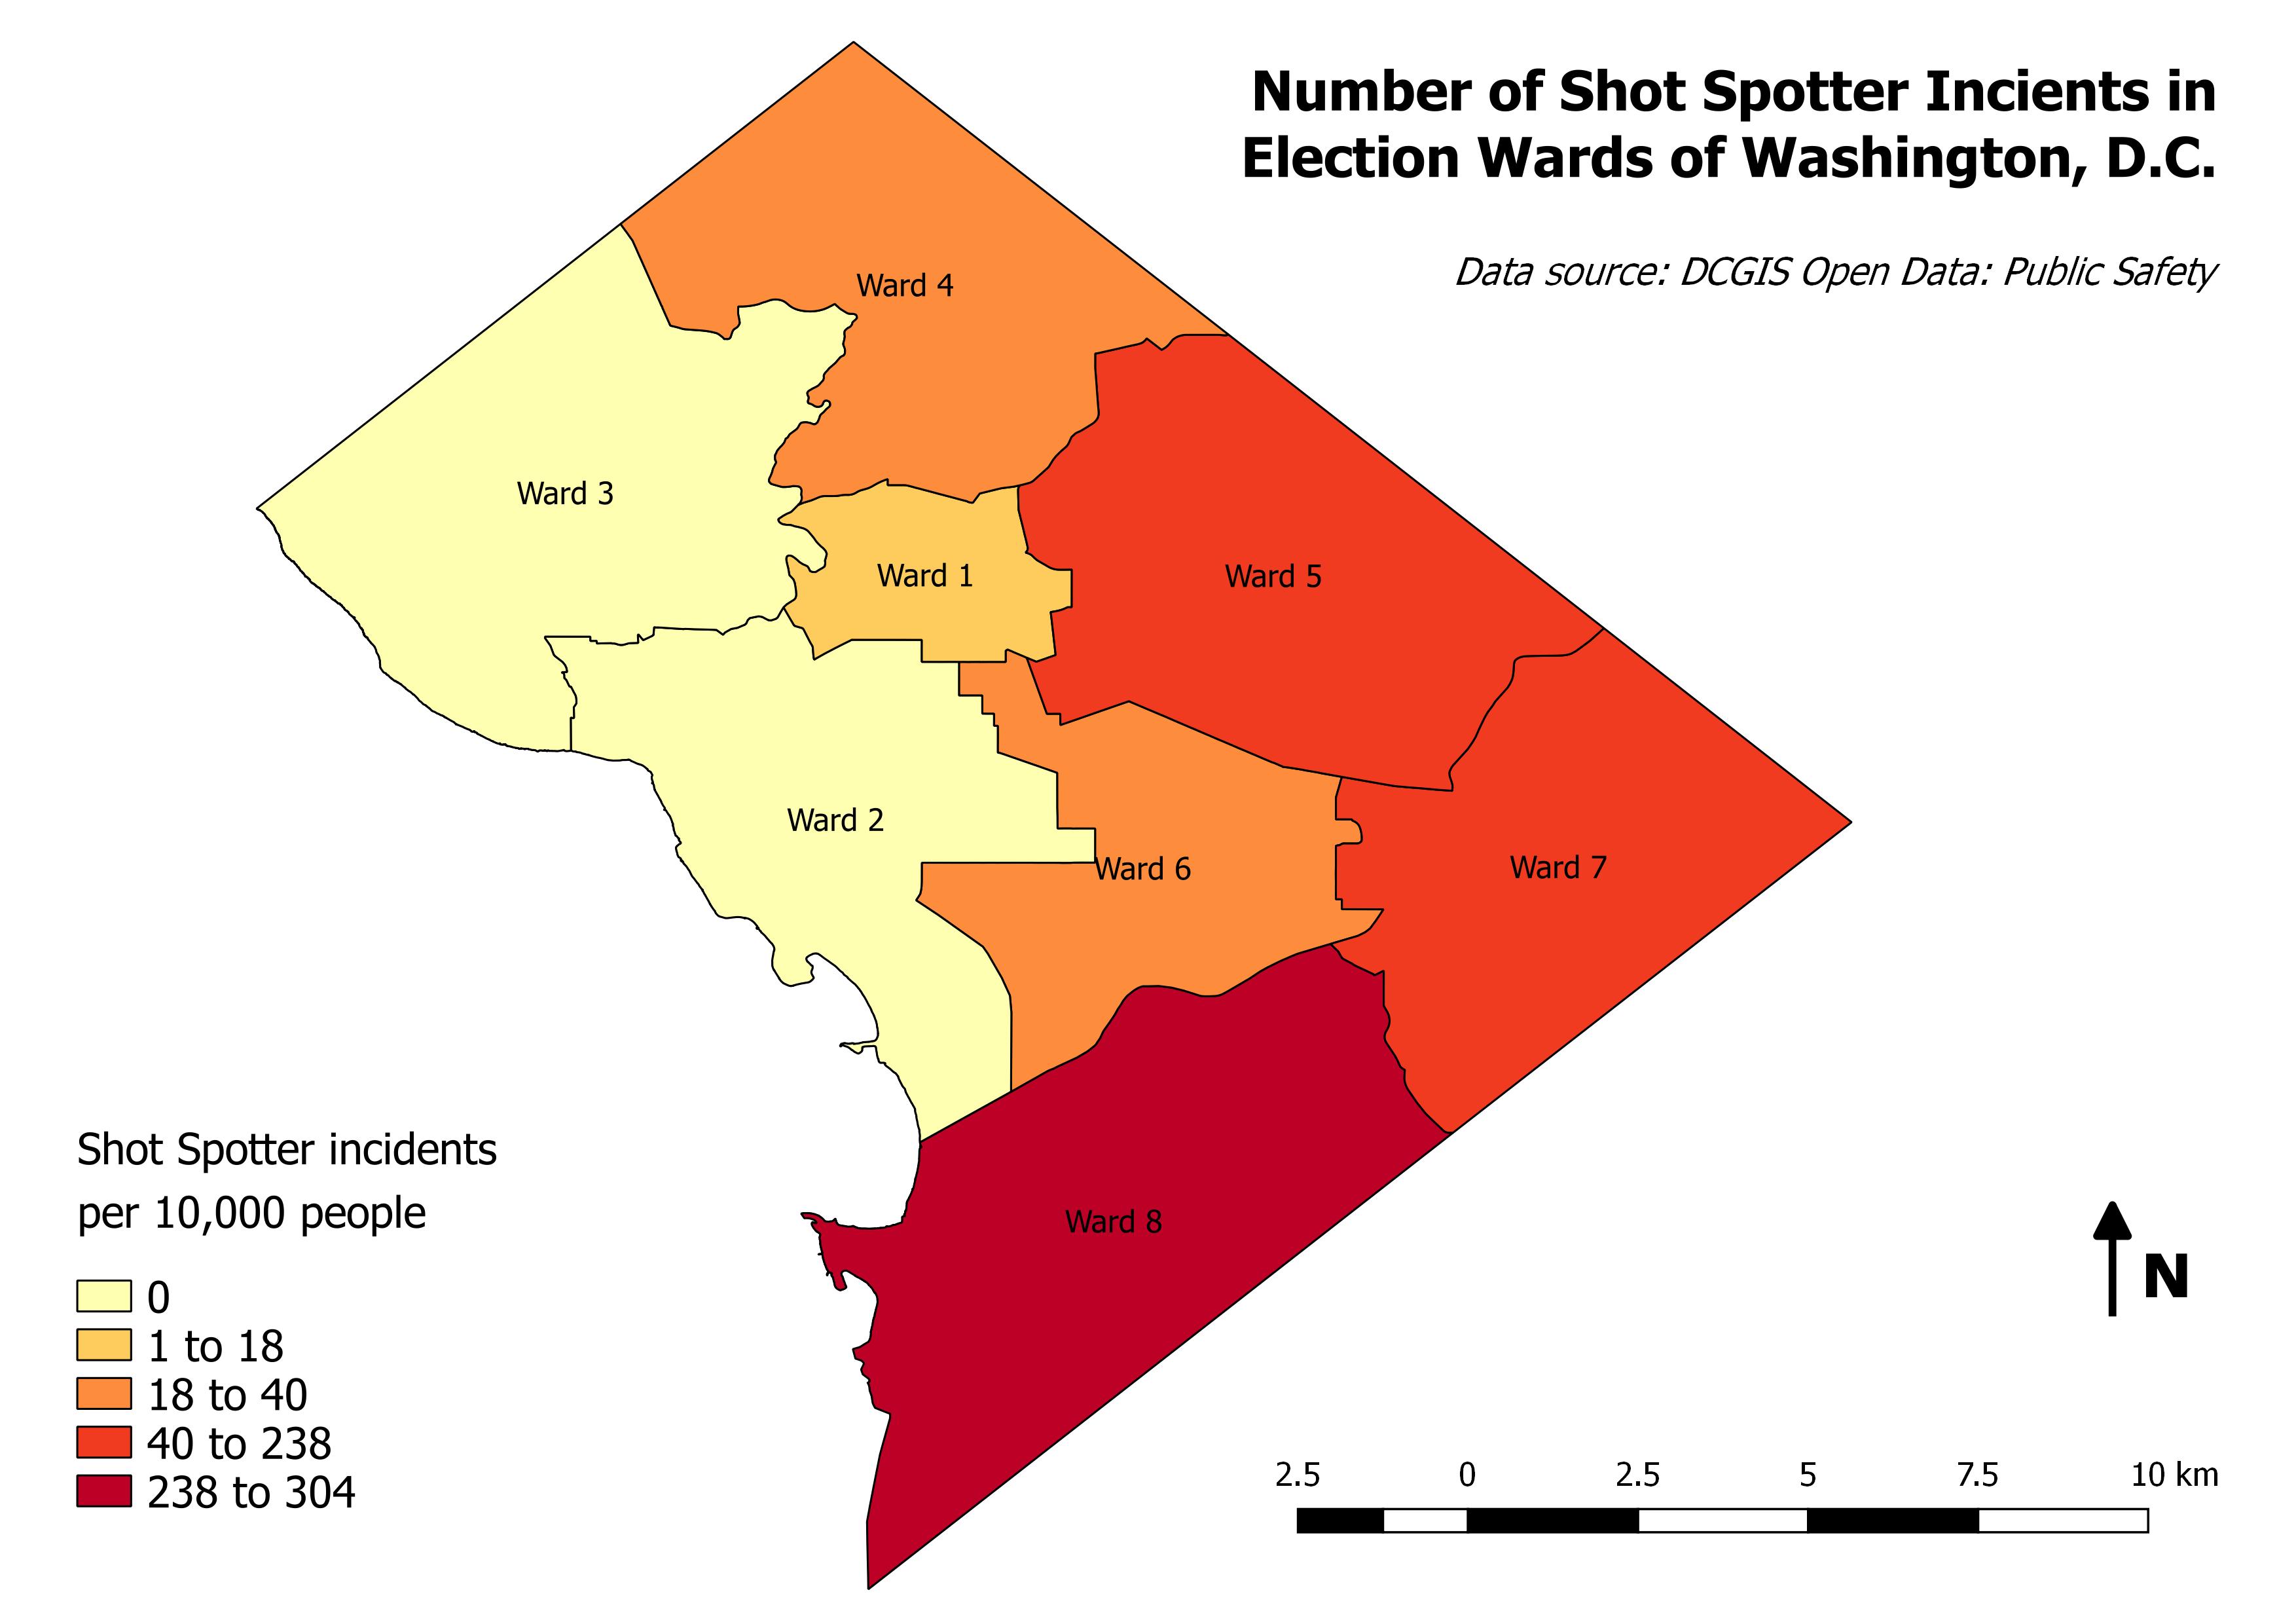 Number of Shot Spotter Incients in
Election Wards of Washington, D.C.
Data source: DCGIS Open Data: Public Safety
Ward 4
Ward 3
Ward 1
Ward 5
Ward 2
Ward 6
Ward 7
Ward 8
Shot Spotter incidents
per 10,000 people
0
1 to 18
18 to 40
40 to 238
238 to 304
N
2.5 0 2.5 5 7.5 10 km